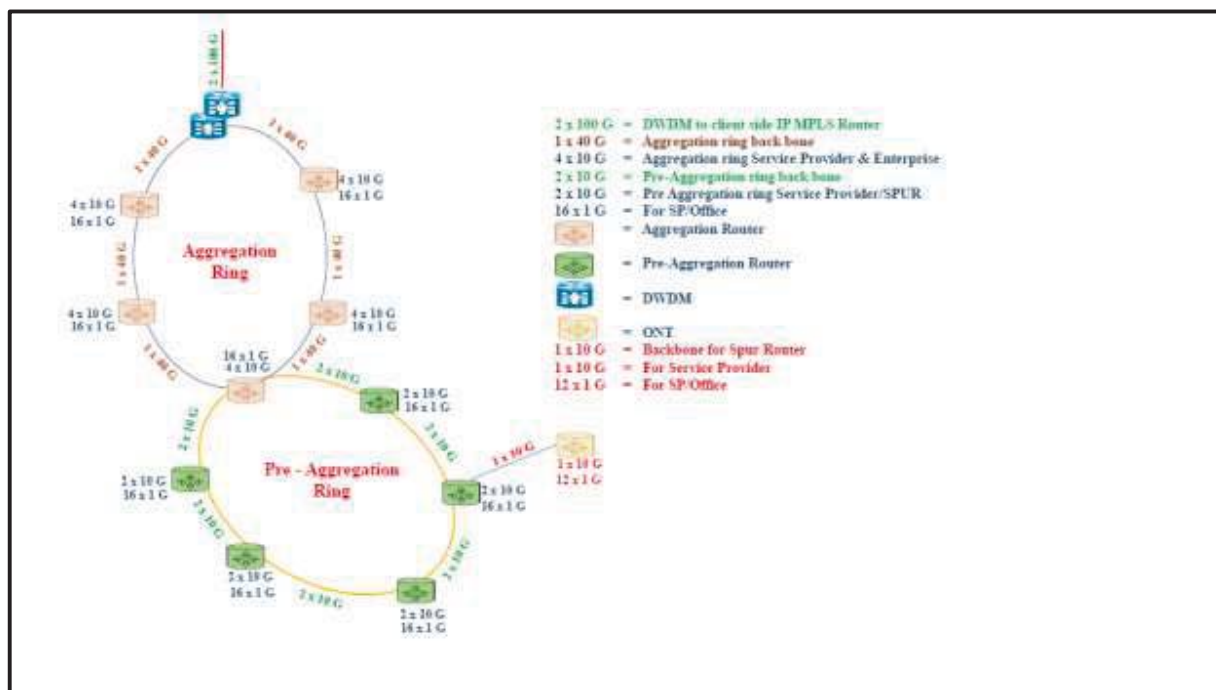 2 x 100 G
1 x 40 G
1 x 40 G
4 x 10 G
16 x 1 G
4 x 10 G
16 x 1 G
Aggregation
Ring
1 x 40 G
1 x 40 G
4 x 10 G
16 x 1 G
4 x 10 G
16 x 1 G
1 x 40 G
16 x 1 G
4 x 10 G
1 x 40 G
2 x 10 G
2 x 10 G
16 x 1 G
2 x 10 G
2 x 10 G
1 x 10 G
1 x 10 G
12 x 1 G
Pre - Aggregation
Ring
2 x 10 G
16 x 1 G
2 x 10 G
16 x 1 G
2 x 10 G
2 x 10 G
2 x 10 G
16 x 1 G
2 x 10 G
2 x 10 G
16 x 1 G
2 x 100 G = DWDM to client side IP MPLS Router
1 x 40 G = Aggregation ring back bone
4 x 10 G = Aggregation ring Service Provider & Enterprise
2 x 10 G = Pre-Aggregation ring back bone
2 x 10 G = Pre Aggregation ring Service Provider/SPUR
16 x 1 G = For SP/Office
= Aggregation Router
= Pre-Aggregation Router
= DWDM
= ONT
1 x 10 G = Backbone for Spur Router
1 x 10 G = For Service Provider
12 x 1 G = For SP/Office